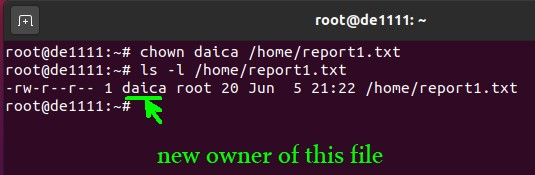 root@de1111: ~
root@de1111:~# chown daica /home/report1.txt
root@de1111:~# ls -l /home/report1.txt
-rw-r--r-- 1 daica root 20 Jun  5 21:22 /home/report1.txt
root@de1111:~#
new owner of this file